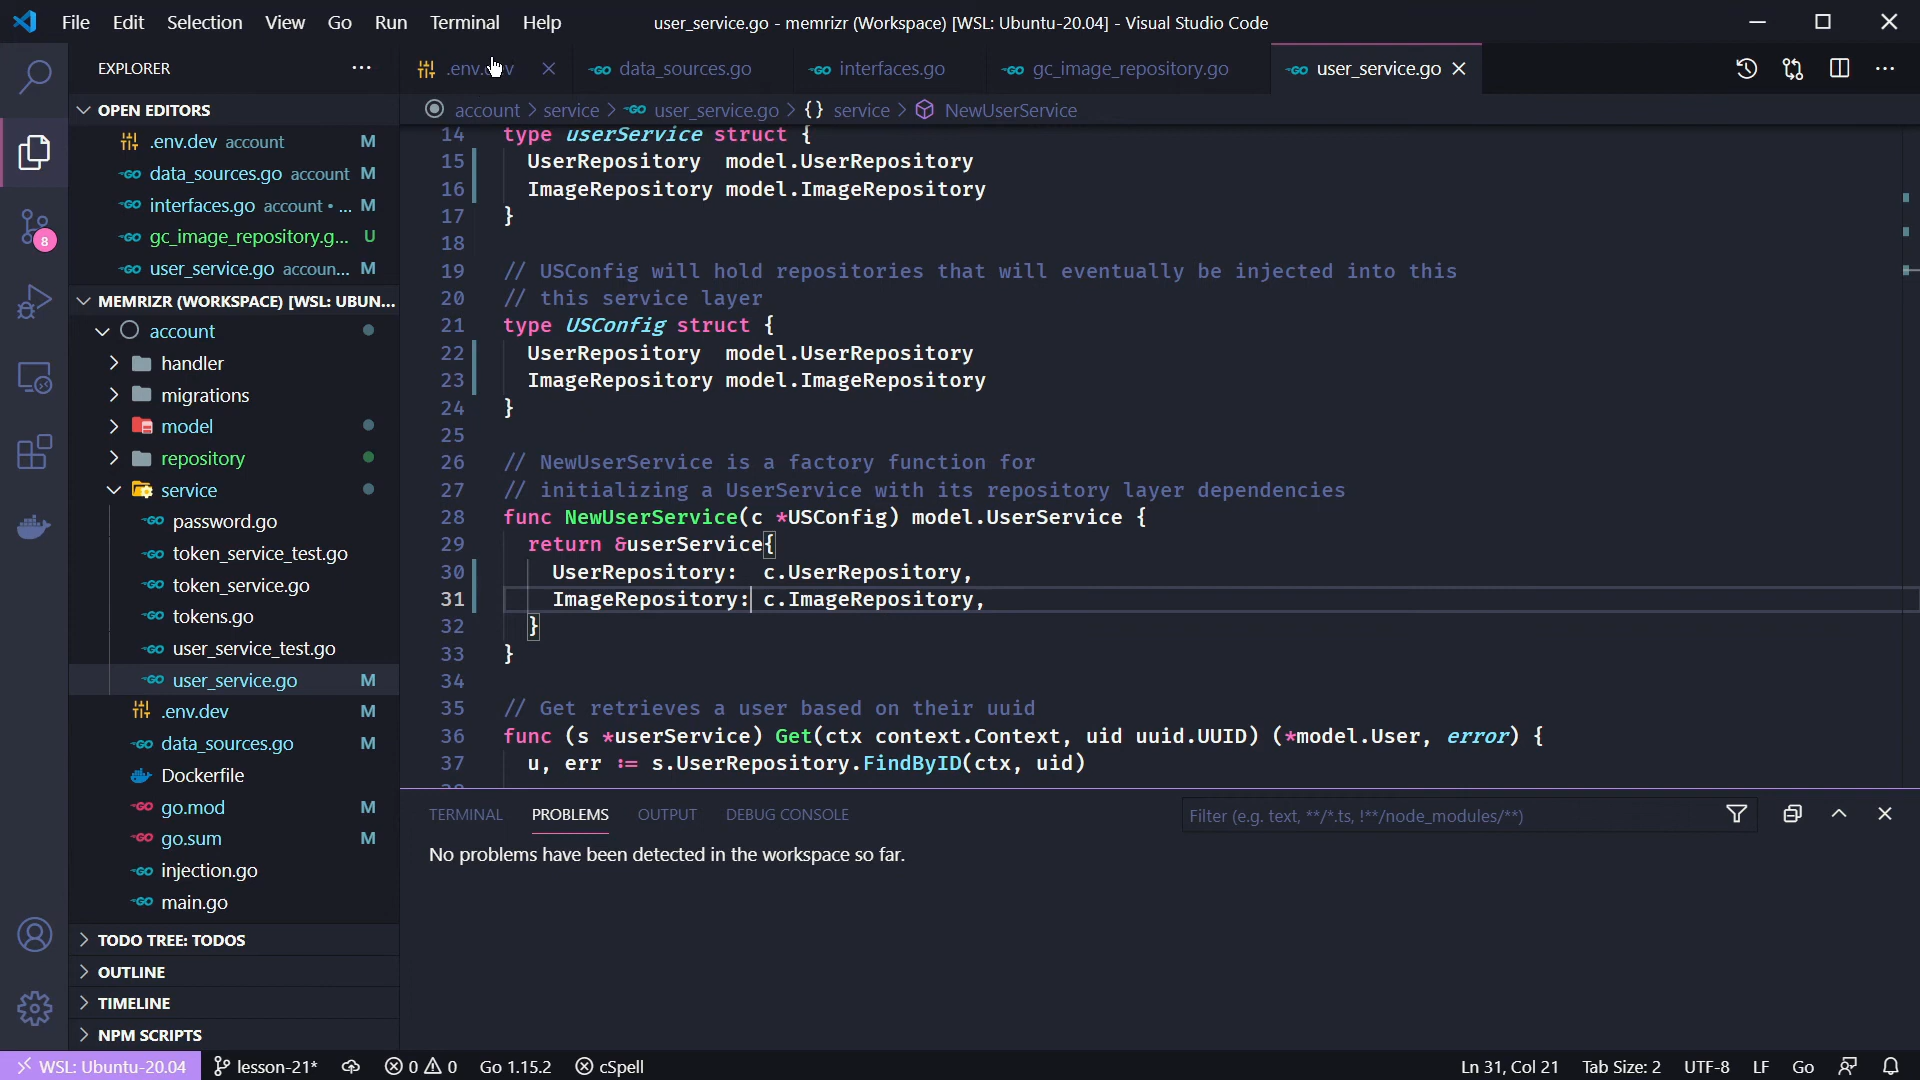 File Edit Selection View Go Run Terminal Help
user_service.go - memrizr (Workspace) [WSL: Ubuntu-20.04] - Visual Studio Code
EXPLORER
OPEN EDITORS
.env.dev account M
data_sources.go account M
interfaces.go account • ... M
gc_image_repository.g... U
user_service.go accoun... M
MEMRIZR (WORKSPACE) [WSL: UBUN...
account
handler
migrations
model
repository
service
password.go
token_service_test.go
token_service.go
tokens.go
user_service_test.go
user_service.go M
.env.dev M
data_sources.go M
Dockerfile
go.mod M
go.sum M
injection.go
main.go
TODO TREE: TODOS
OUTLINE
TIMELINE
NPM SCRIPTS
8
.env.dev data_sources.go interfaces.go gc_image_repository.go user_service.go
account > service > user_service.go > {} service > NewUserService
14 type userService struct {
15 UserRepository model.UserRepository
16 ImageRepository model.ImageRepository
17 }
18
19 // USConfig will hold repositories that will eventually be injected into this
20 // this service layer
21 type USConfig struct {
22 UserRepository model.UserRepository
23 ImageRepository model.ImageRepository
24 }
25
26 // NewUserService is a factory function for
27 // initializing a UserService with its repository layer dependencies
28 func NewUserService(c *USConfig) model.UserService {
29 return &userService{
30 UserRepository: c.UserRepository,
31 ImageRepository: c.ImageRepository,
32 }
33 }
34
35 // Get retrieves a user based on their uuid
36 func (s *userService) Get(ctx context.Context, uid uuid.UUID) (*model.User, error) {
37 u, err := s.UserRepository.FindByID(ctx, uid)
TERMINAL PROBLEMS OUTPUT DEBUG CONSOLE
Filter (e.g. text, **/*.ts, !**/node_modules/**)
No problems have been detected in the workspace so far.
WSL: Ubuntu-20.04 lesson-21* 0 0 Go 1.15.2 cSpell Ln 31, Col 21 Tab Size: 2 UTF-8 LF Go